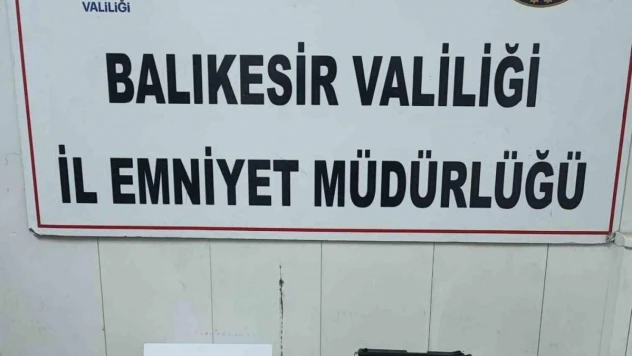 VALİLİĞİ
BALIKESİR VALİLİĞİ
İL EMNİYET MÜDÜRLÜĞÜ